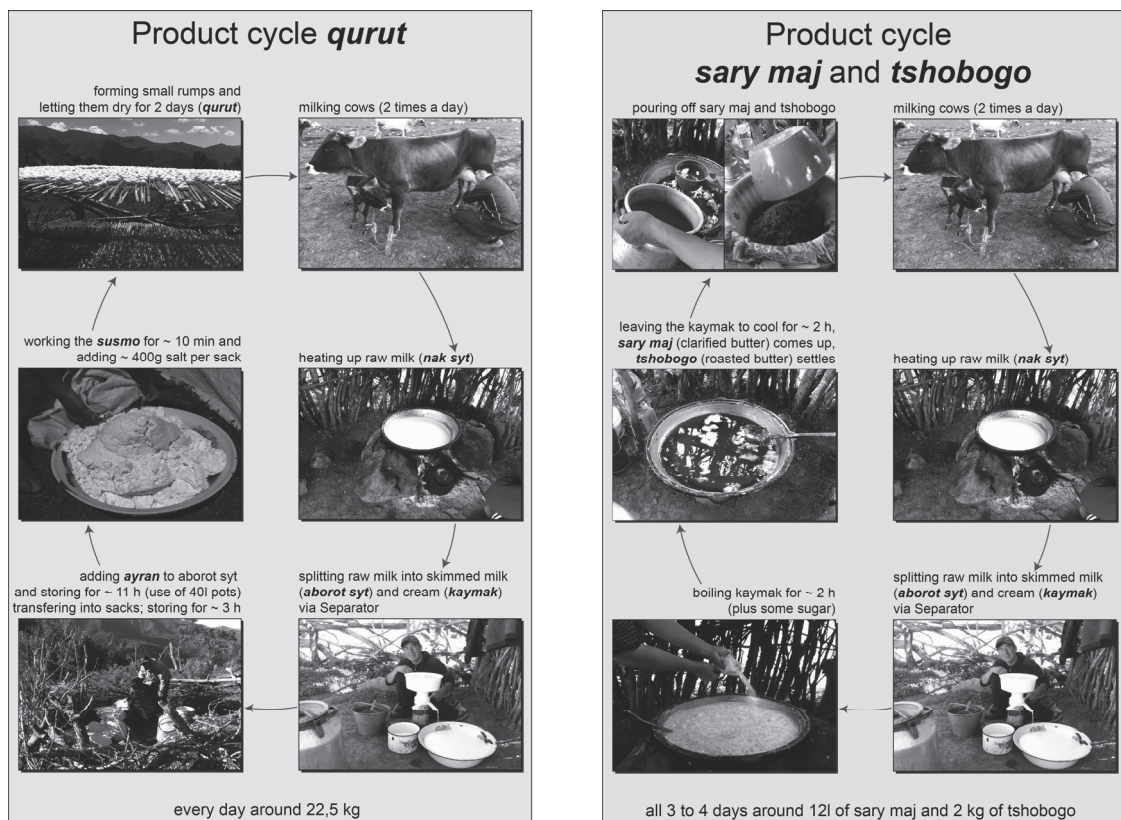 Product cycle qurut
forming small rumps and
letting them dry for 2 days (qurut)
milking cows (2 times a day)
working the susmo for ~ 10 min and
adding ~ 400g salt per sack
heating up raw milk (nak syt)
adding ayran to aborot syt
and storing for ~ 11 h (use of 40l pots)
transfering into sacks; storing for ~ 3 h
splitting raw milk into skimmed milk
(aborot syt) and cream (kaymak)
via Separator
every day around 22,5 kg
Product cycle
sary maj and tshobogo
pouring off sary maj and tshobogo
milking cows (2 times a day)
leaving the kaymak to cool for ~ 2 h,
sary maj (clarified butter) comes up,
tshobogo (roasted butter) settles
heating up raw milk (nak syt)
boiling kaymak for ~ 2 h
(plus some sugar)
splitting raw milk into skimmed milk
(aborot syt) and cream (kaymak)
via Separator
all 3 to 4 days around 12l of sary maj and 2 kg of tshobogo